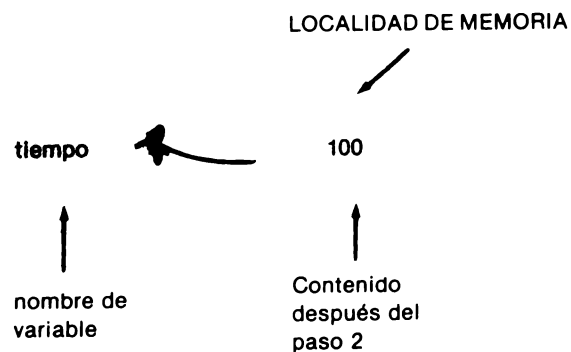 LOCALIDAD DE MEMORIA
tiempo
100
nombre de
variable
Contenido
después del
paso 2